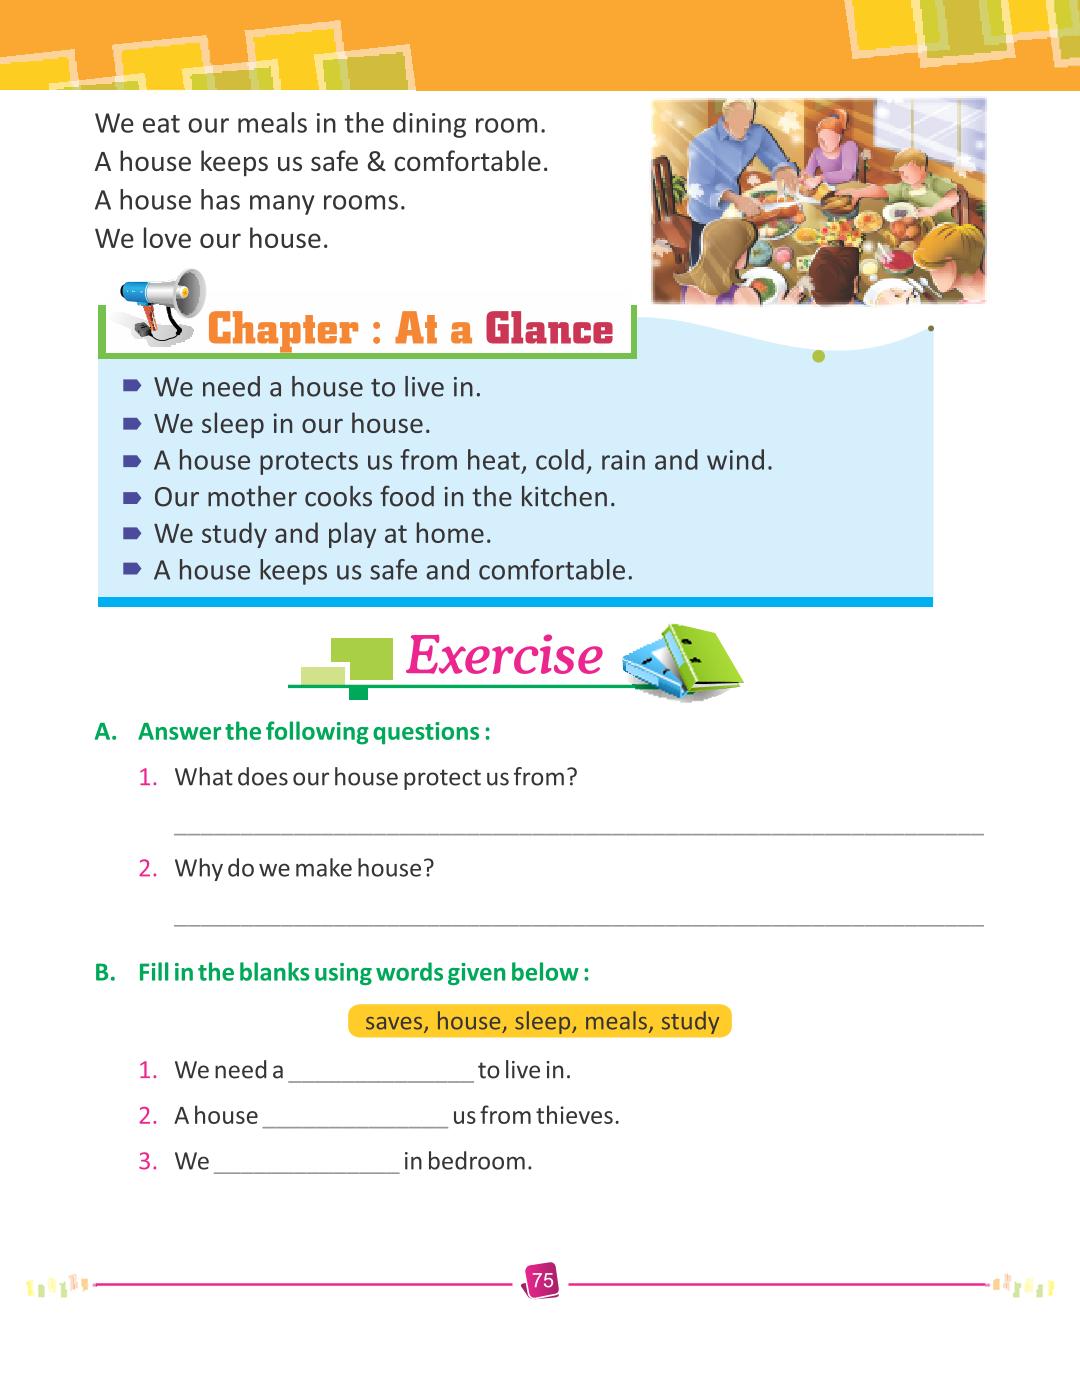 We eat our meals in the dining room.
A house keeps us safe & comfortable.
A house has many rooms.
We love our house.
Chapter : At a Glance
We need a house to live in.
We sleep in our house.
A house protects us from heat, cold, rain and wind.
Our mother cooks food in the kitchen.
We study and play at home.
A house keeps us safe and comfortable.
Exercise
A. Answer the following questions :
1. What does our house protect us from?
2. Why do we make house?
B. Fill in the blanks using words given below :
saves, house, sleep, meals, study
1. We need a ______________ to live in.
2. A house ______________ us from thieves.
3. We ______________ in bedroom.
75